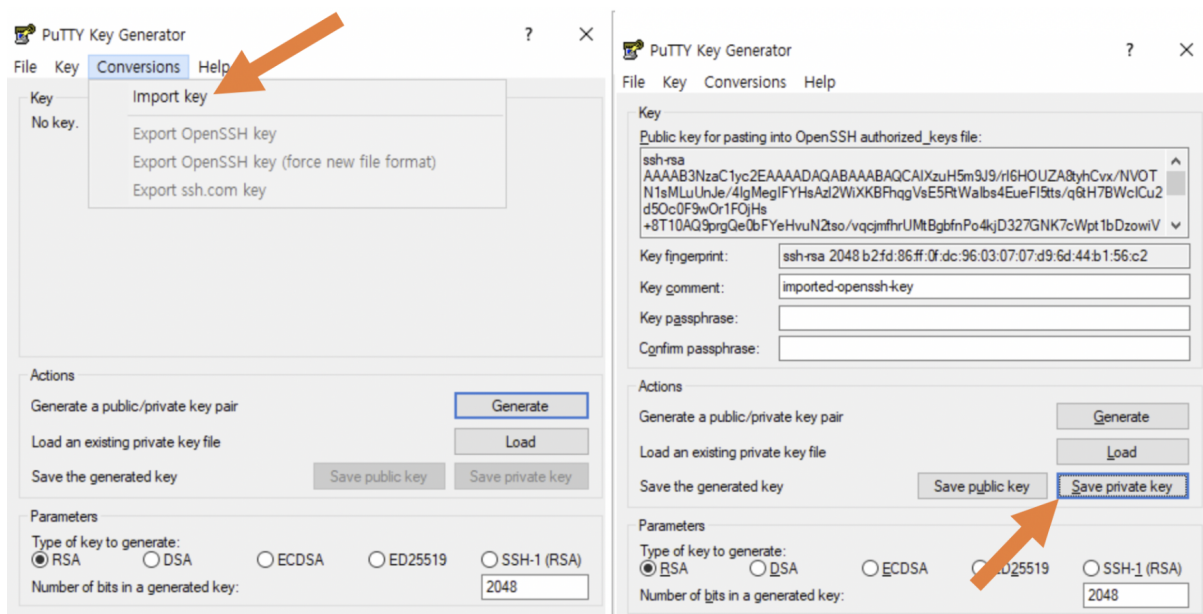 PuTTY Key Generator
?
File Key Conversions Help
Import key
Export OpenSSH key
Export OpenSSH key (force new file format)
Export ssh.com key
Key
No key.
Actions
Generate a public/private key pair
Generate
Load an existing private key file
Load
Save the generated key
Save public key
Save private key
Parameters
Type of key to generate:
RSA DSA ECDSA ED25519 SSH-1 (RSA)
Number of bits in a generated key:
2048
PuTTY Key Generator
?
File Key Conversions Help
Key
Public key for pasting into OpenSSH authorized_keys file:
ssh-rsa
AAAAB3NzaC1yc2EAAAADAQABAAABAQCAIXzuH5m9J9/rI6HOUZA8tyhCvx/NVOT
N1sMLuUnJe/4IgMegIFYHsAzI2WiXKBFhqgVsE5RtWaIbs4EueFI5tts/q6tH7BWcICu2
d5Oc0F9wOr1FOjHs
+8T10AQ9prgQe0bFYeHvuN2tso/vqcjmfhrUMtBgbfnPo4kjD327GNK7cWpt1bDzowiV
Key fingerprint:
ssh-rsa 2048 b2:fd:86:ff:0f:dc:96:03:07:07:d9:6d:44:b1:56:c2
Key comment:
imported-openssh-key
Key passphrase:
Confirm passphrase:
Actions
Generate a public/private key pair
Generate
Load an existing private key file
Load
Save the generated key
Save public key
Save private key
Parameters
Type of key to generate:
RSA DSA ECDSA ED25519 SSH-1 (RSA)
Number of bits in a generated key:
2048